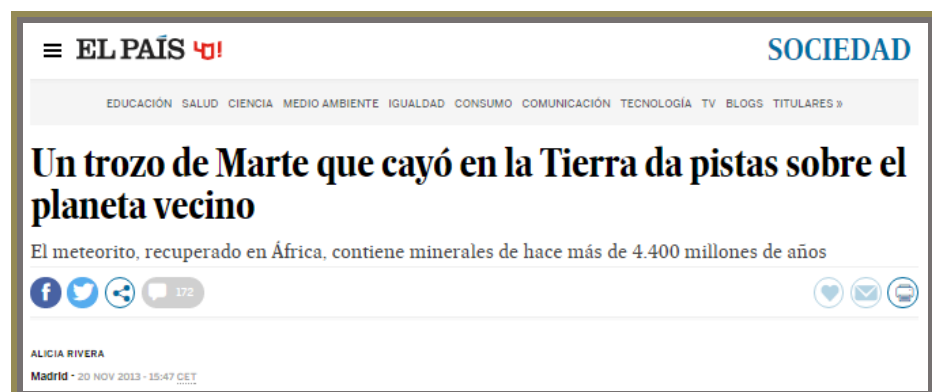 EL PAÍS 40! SOCIEDAD
EDUCACIÓN SALUD CIENCIA MEDIO AMBIENTE IGUALDAD CONSUMO COMUNICACIÓN TECNOLOGÍA TV BLOGS TITULARES »
Un trozo de Marte que cayó en la Tierra da pistas sobre el
planeta vecino
El meteorito, recuperado en África, contiene minerales de hace más de 4.400 millones de años
172
ALICIA RIVERA
Madrid - 20 NOV 2013 - 15:47 CET